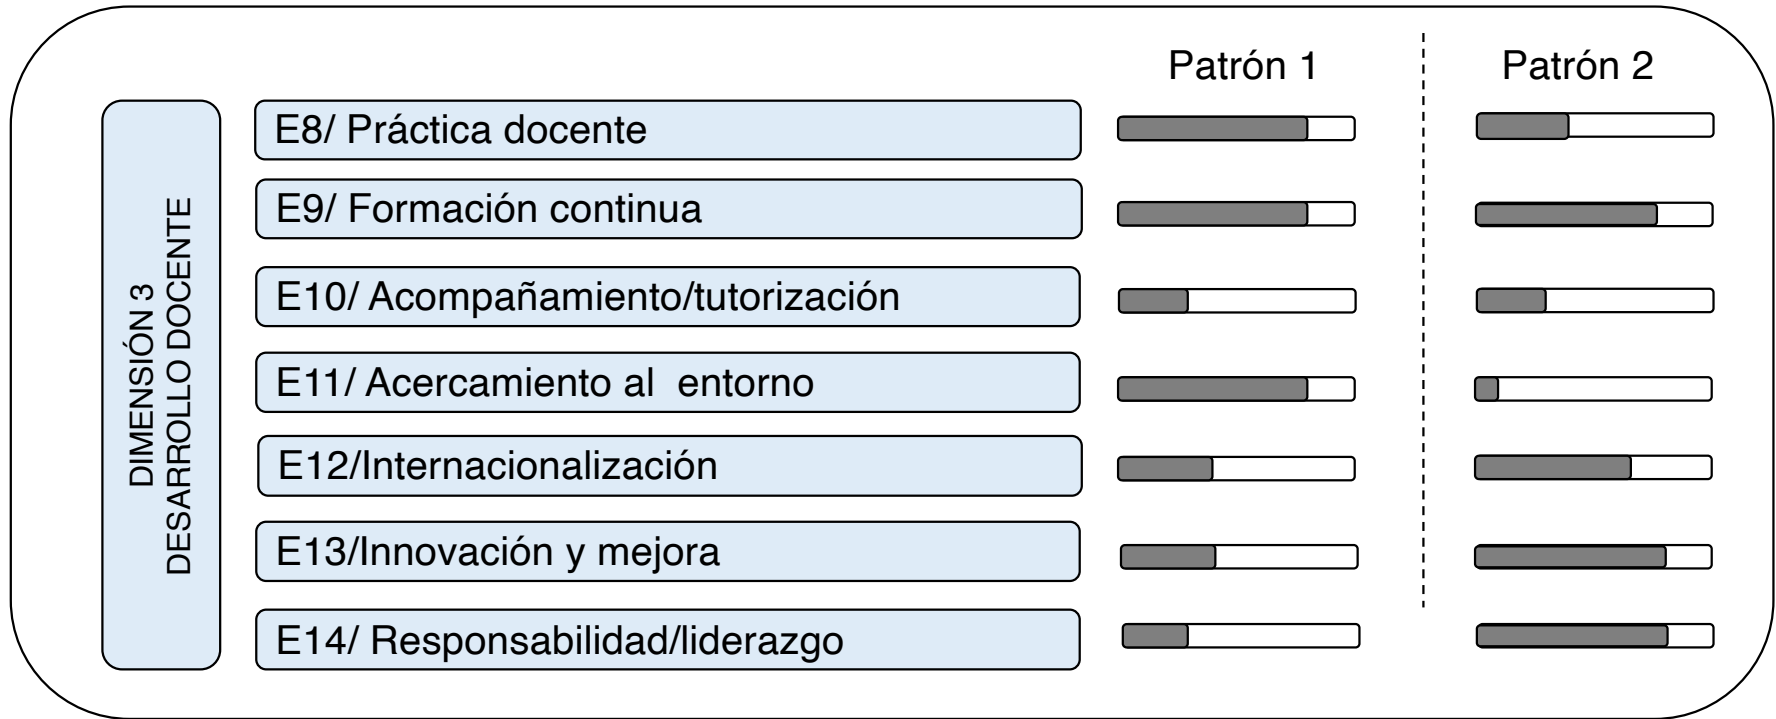 Patrón 1
Patrón 2
DIMENSIÓN 3
DESARROLLO DOCENTE
E8/ Práctica docente
E9/ Formación continua
E10/ Acompañamiento/tutorización
E11/ Acercamiento al  entorno
E12/Internacionalización
E13/Innovación y mejora
E14/ Responsabilidad/liderazgo